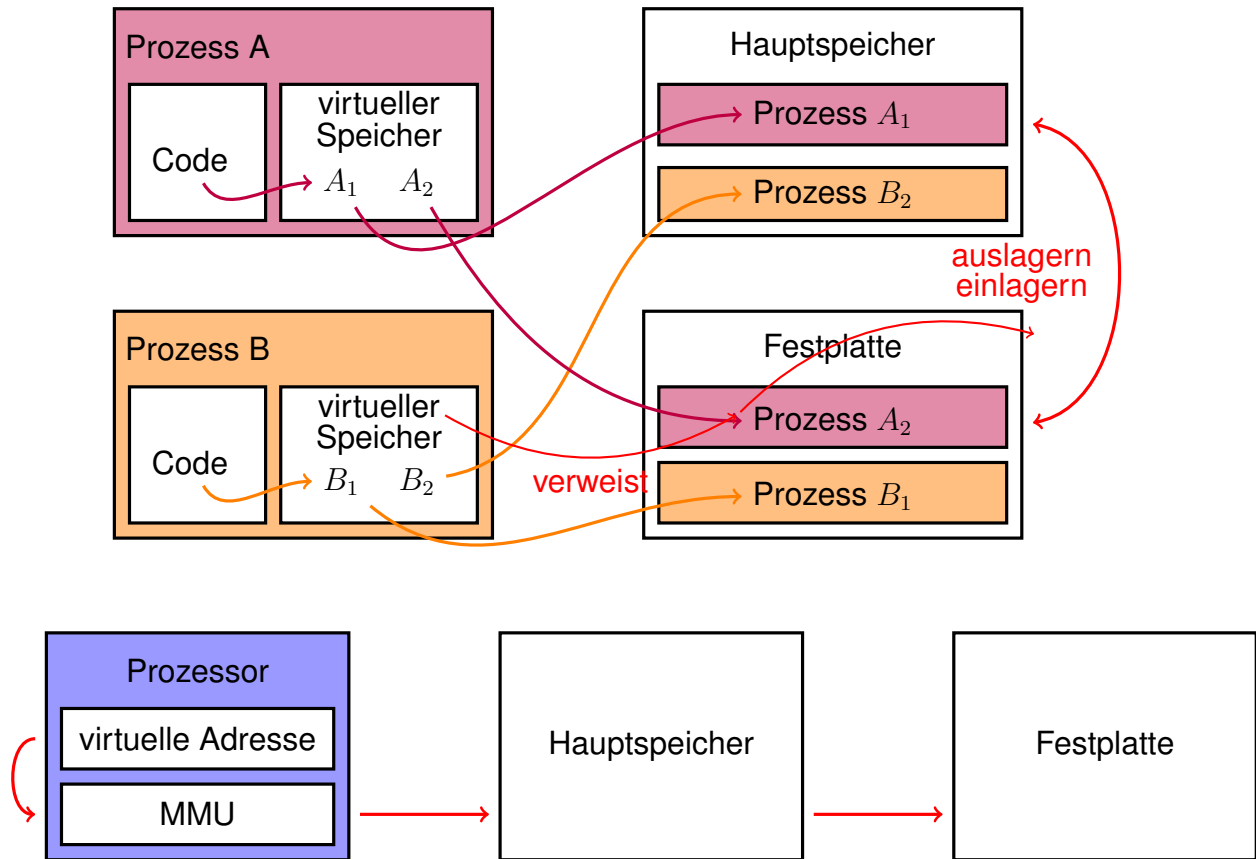 Prozess A
Code
virtueller
Speicher
A₁ A₂
Hauptspeicher
Prozess A₁
Prozess B₂
auslagern
einlagern
Prozess B
Code
virtueller
Speicher
B₁ B₂
verweist
Festplatte
Prozess A₂
Prozess B₁
Prozessor
virtuelle Adresse
MMU
Hauptspeicher
Festplatte